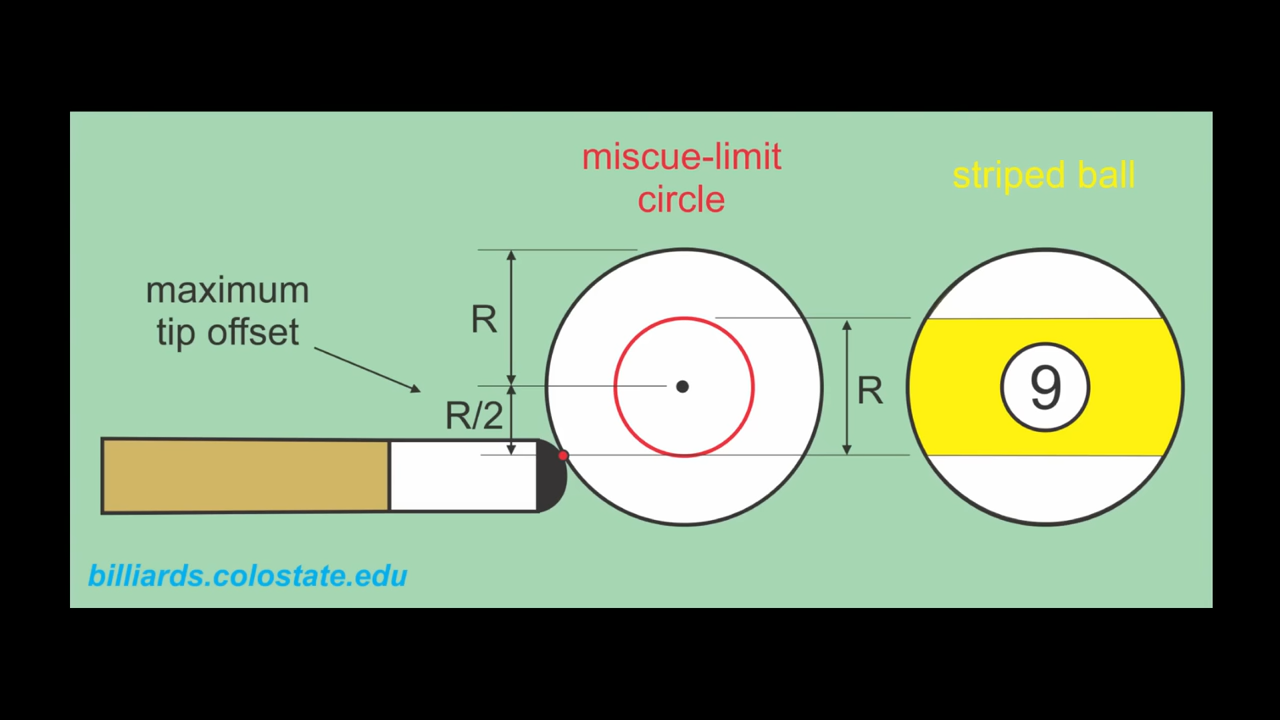 miscue-limit
circle
striped ball
maximum
tip offset
R
R/2
R
9
billiards.colostate.edu